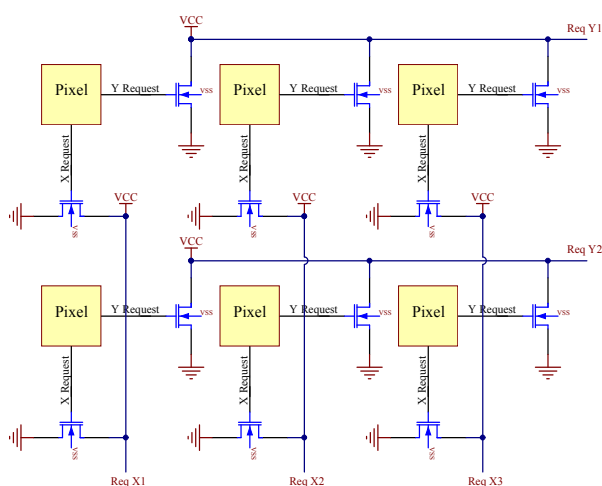 VCC
Req Y1
Pixel
Y Request
vss
Pixel
Y Request
vss
Pixel
Y Request
vss
X Request
X Request
X Request
VCC
VCC
VCC
vss
vss
vss
VCC
Req Y2
Pixel
Y Request
vss
Pixel
Y Request
vss
Pixel
Y Request
vss
X Request
X Request
X Request
vss
vss
vss
Req X1
Req X2
Req X3